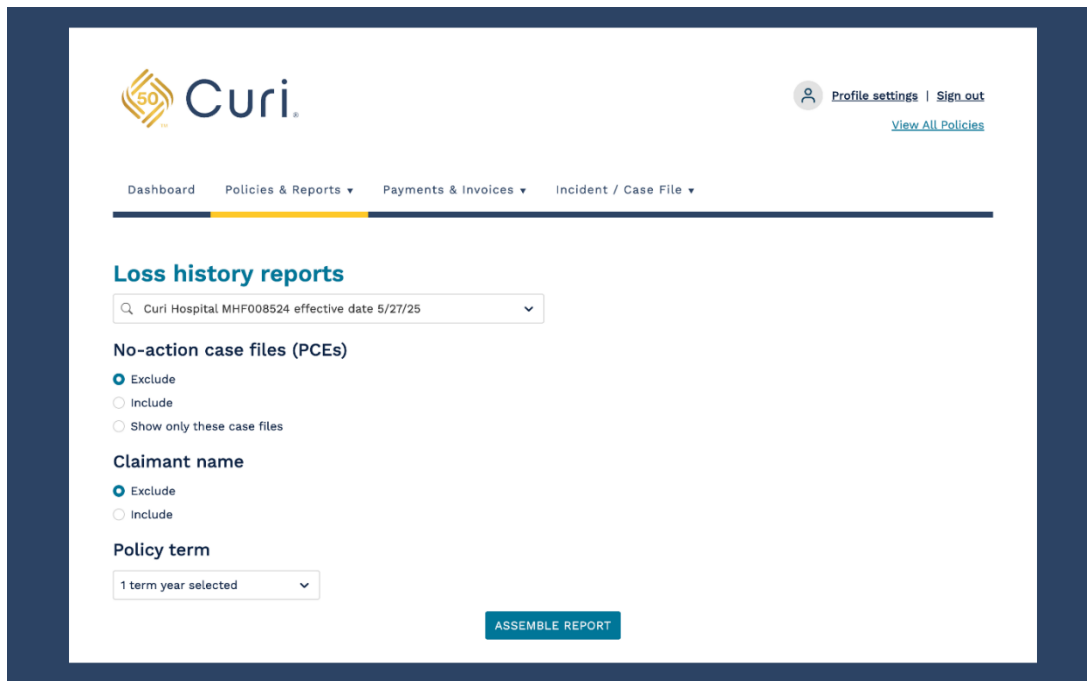 50 Curi.
Profile settings | Sign out
View All Policies
Dashboard Policies & Reports ▾ Payments & Invoices ▾ Incident / Case File ▾
Loss history reports
Curi Hospital MHF008524 effective date 5/27/25
No-action case files (PCEs)
Exclude
Include
Show only these case files
Claimant name
Exclude
Include
Policy term
1 term year selected
ASSEMBLE REPORT